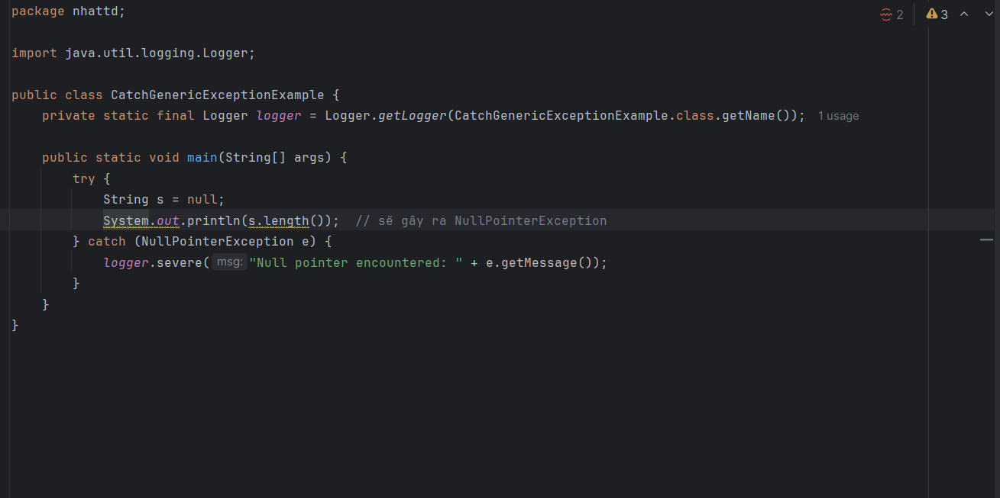 package nhattd;
2 3
import java.util.logging.Logger;
public class CatchGenericExceptionExample {
private static final Logger logger = Logger.getLogger(CatchGenericExceptionExample.class.getName()); 1 usage
public static void main(String[] args) {
try {
String s = null;
System.out.println(s.length()); // sẽ gây ra NullPointerException
} catch (NullPointerException e) {
logger.severe( msg: "Null pointer encountered: " + e.getMessage());
}
}
}